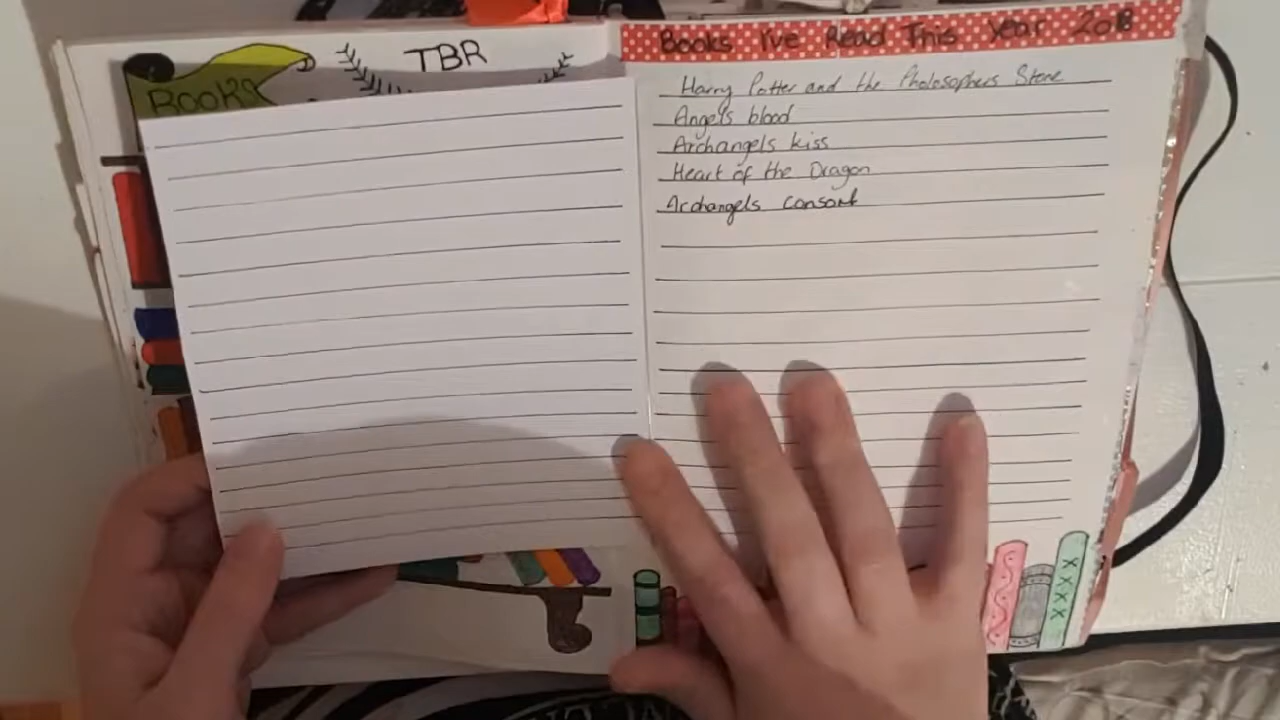 TBR
Books
Books I've Read This Year 2018
Harry Potter and the Pholosophers Stone
Angels blood
Archangels kiss
Heart of the Dragon
Archangels consort